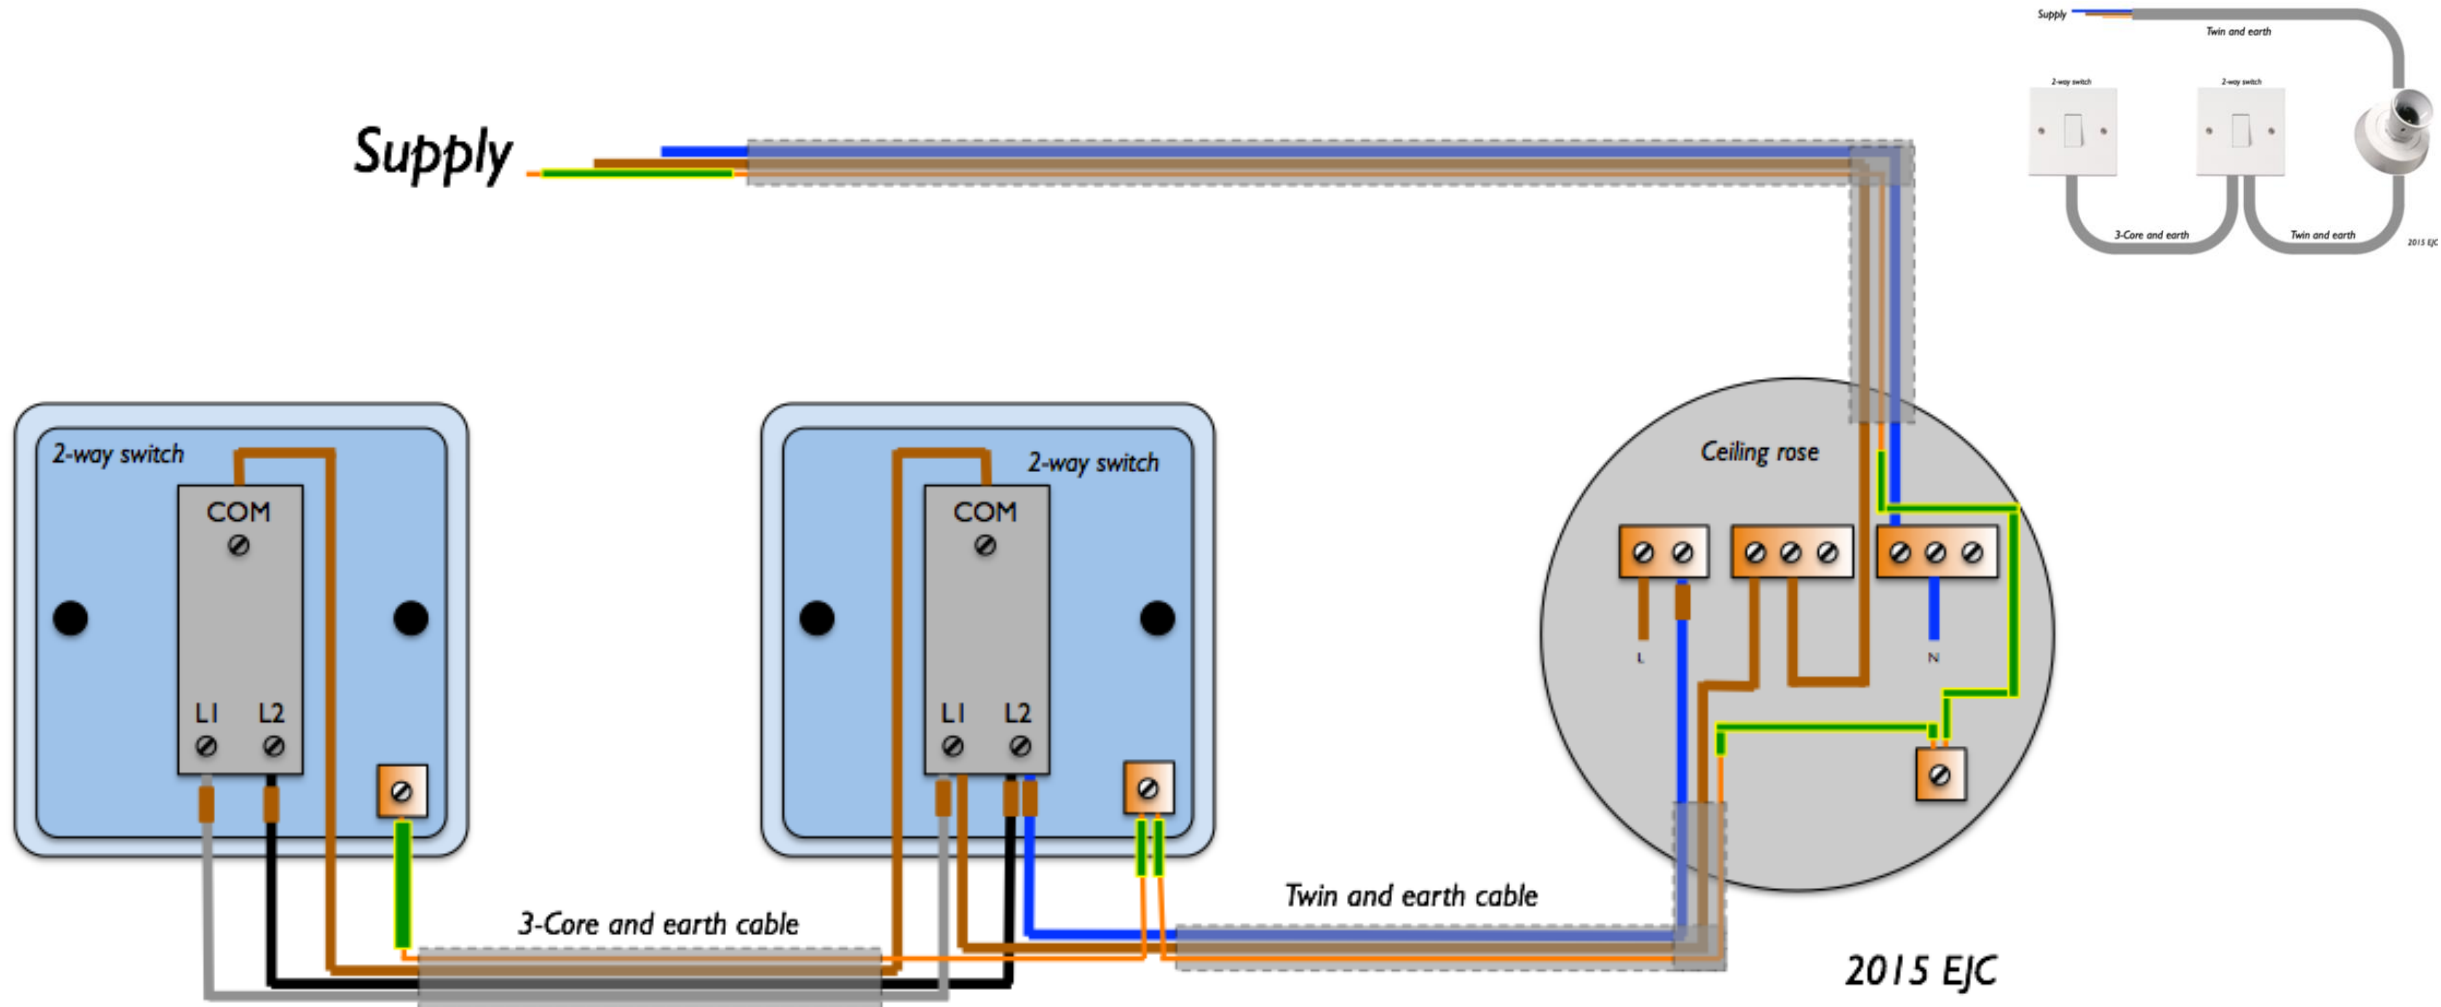 Supply
Twin and earth
2-way switch
2-way switch
3-Core and earth
Twin and earth
2015 EJC
Supply
2-way switch
COM
L1
L2
2-way switch
COM
L1
L2
Ceiling rose
L
N
3-Core and earth cable
Twin and earth cable
2015 EJC